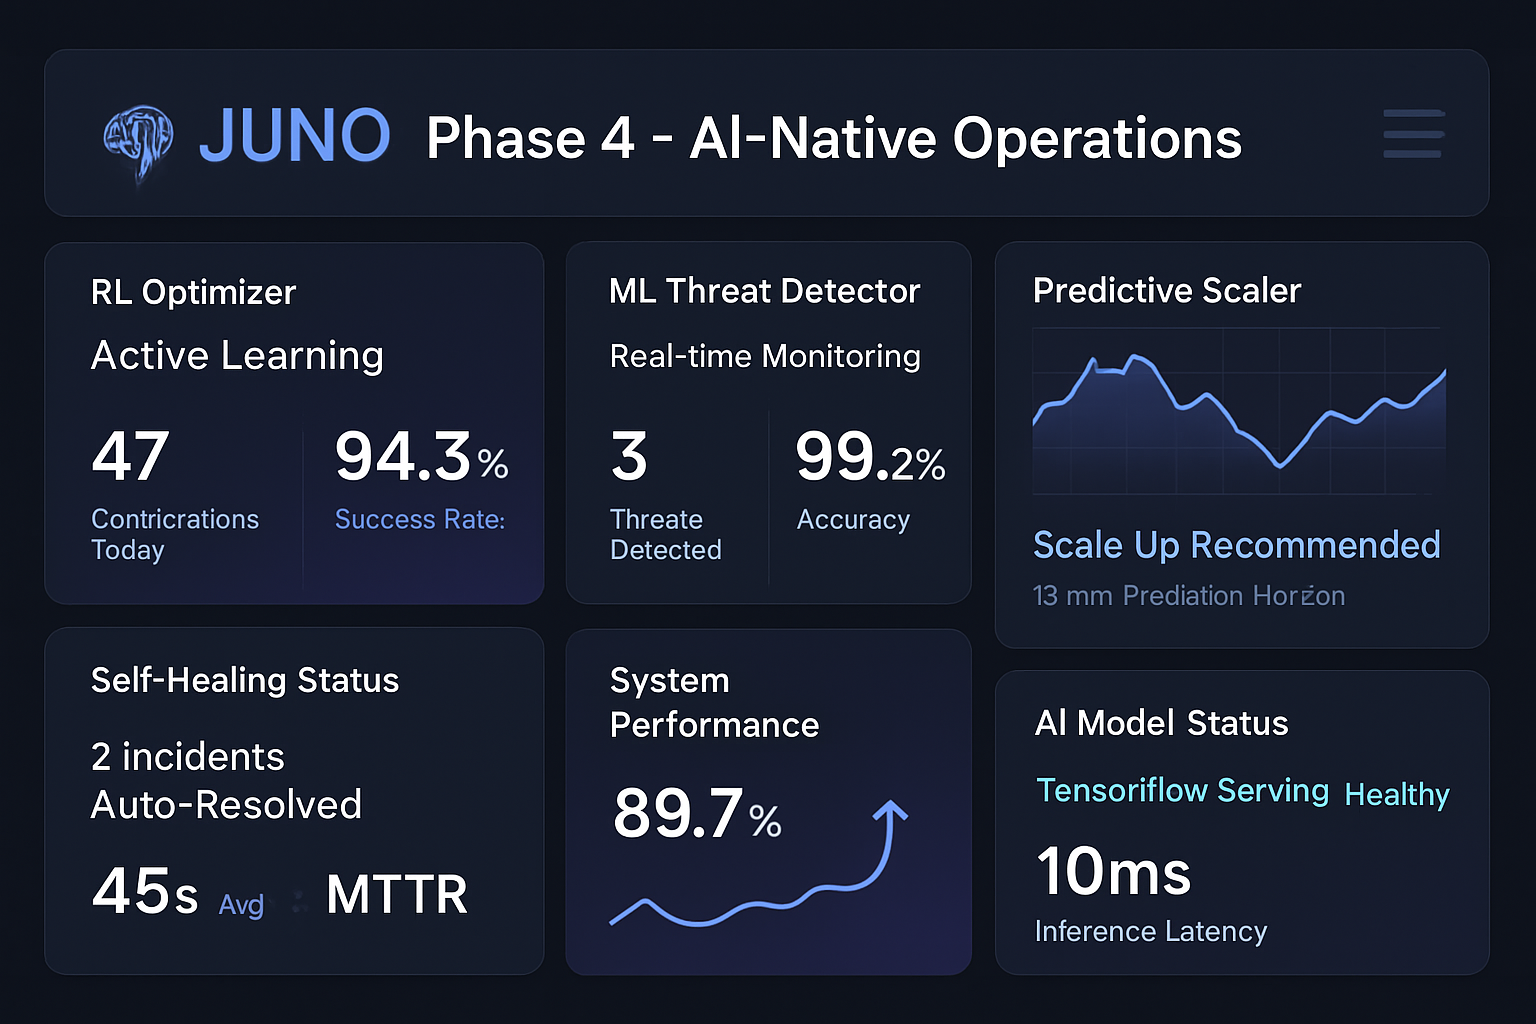 JUNO Phase 4 - AI-Native Operations
RL Optimizer
Active Learning
47
Contricrations
Today
94.3%
Success Rate:
ML Threat Detector
Real-time Monitoring
3
Threate
Detected
99.2%
Accuracy
Predictive Scaler
Scale Up Recommended
13 mm Prediation Horzon
Self-Healing Status
2 incidents
Auto-Resolved
45s Avg : MTTR
System
Performance
89.7%
AI Model Status
Tensoriflow Serving Healthy
10ms
Inference Latency